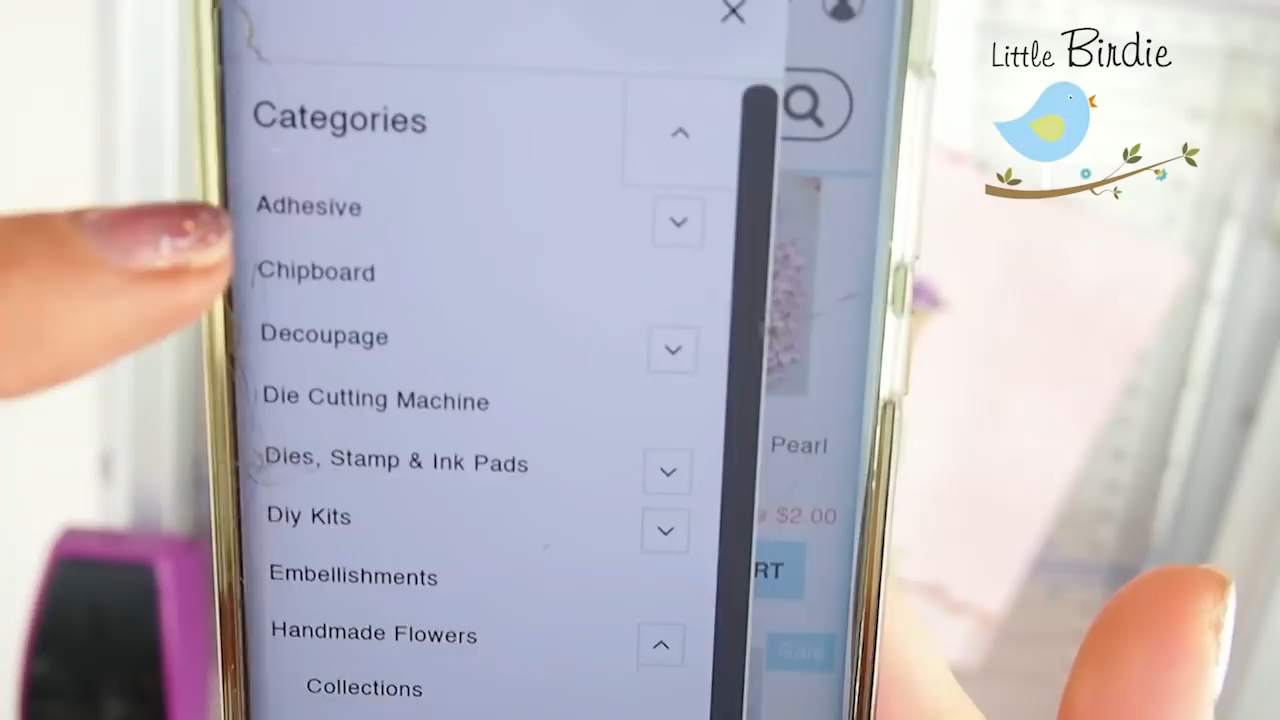 Little Birdie
Categories
Adhesive
Chipboard
Decoupage
Die Cutting Machine
Dies, Stamp & Ink Pads
Diy Kits
Embellishments
Handmade Flowers
Collections
Pearl
$2.00
RT
Sale